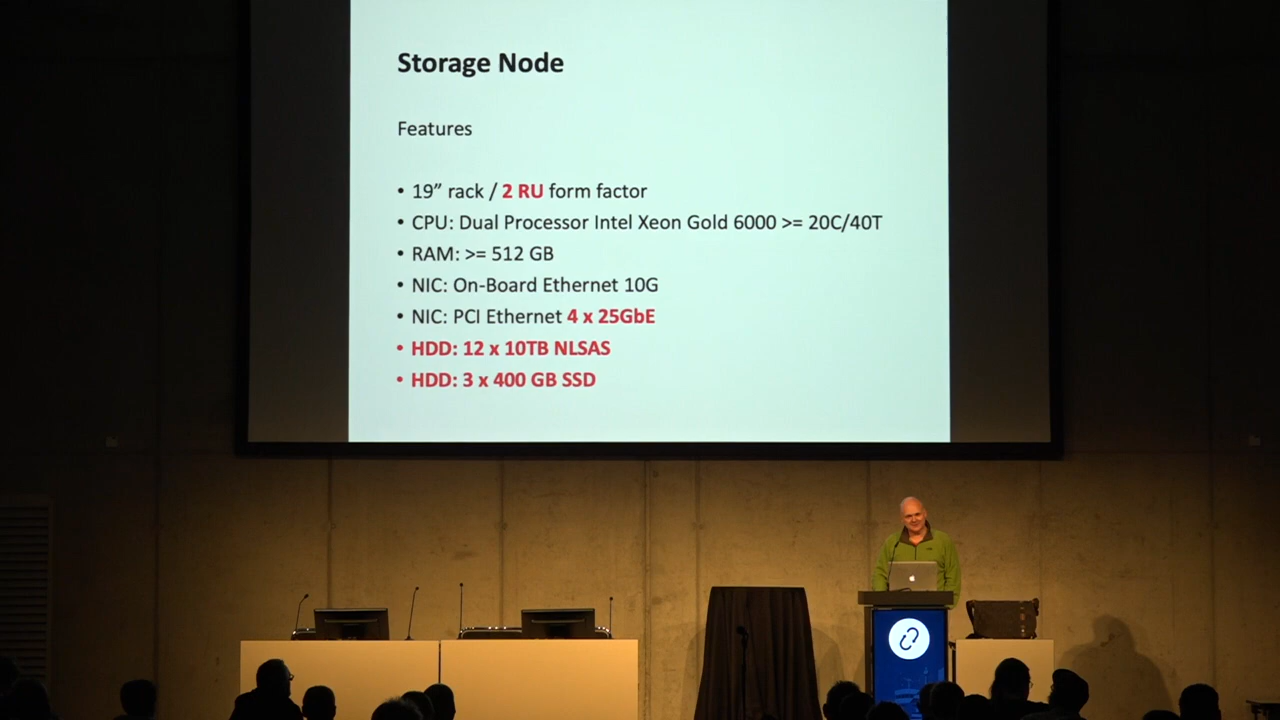 Storage Node
Features
• 19” rack / 2 RU form factor
• CPU: Dual Processor Intel Xeon Gold 6000 >= 20C/40T
• RAM: >= 512 GB
• NIC: On-Board Ethernet 10G
• NIC: PCI Ethernet 4 x 25GbE
• HDD: 12 x 10TB NLSAS
• HDD: 3 x 400 GB SSD